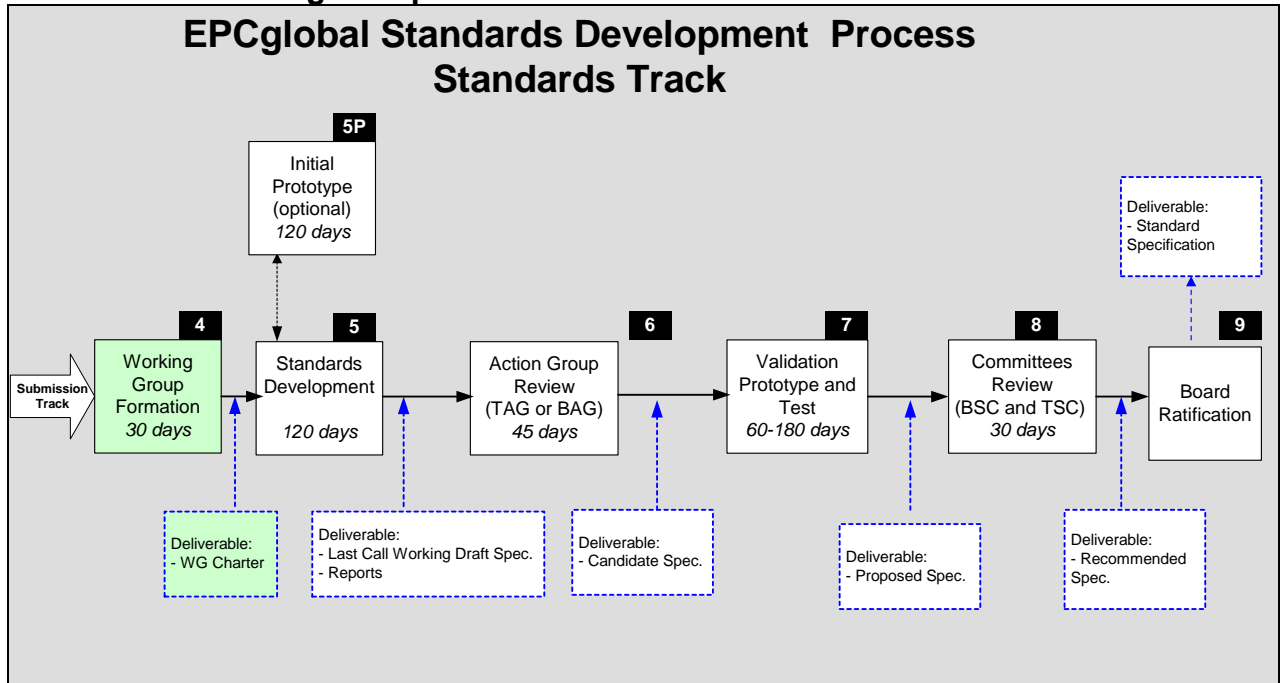 EPCglobal Standards Development Process
Standards Track
5P
Initial
Prototype
(optional)
120 days
Deliverable:
- Standard
Specification
4
5
6
7
8
9
Submission
Track
Working
Group
Formation
30 days
Standards
Development
120 days
Action Group
Review
(TAG or BAG)
45 days
Validation
Prototype and
Test
60-180 days
Committees
Review
(BSC and TSC)
30 days
Board
Ratification
Deliverable:
- WG Charter
Deliverable:
- Last Call Working Draft Spec.
- Reports
Deliverable:
- Candidate Spec.
Deliverable:
- Proposed Spec.
Deliverable:
- Recommended
Spec.